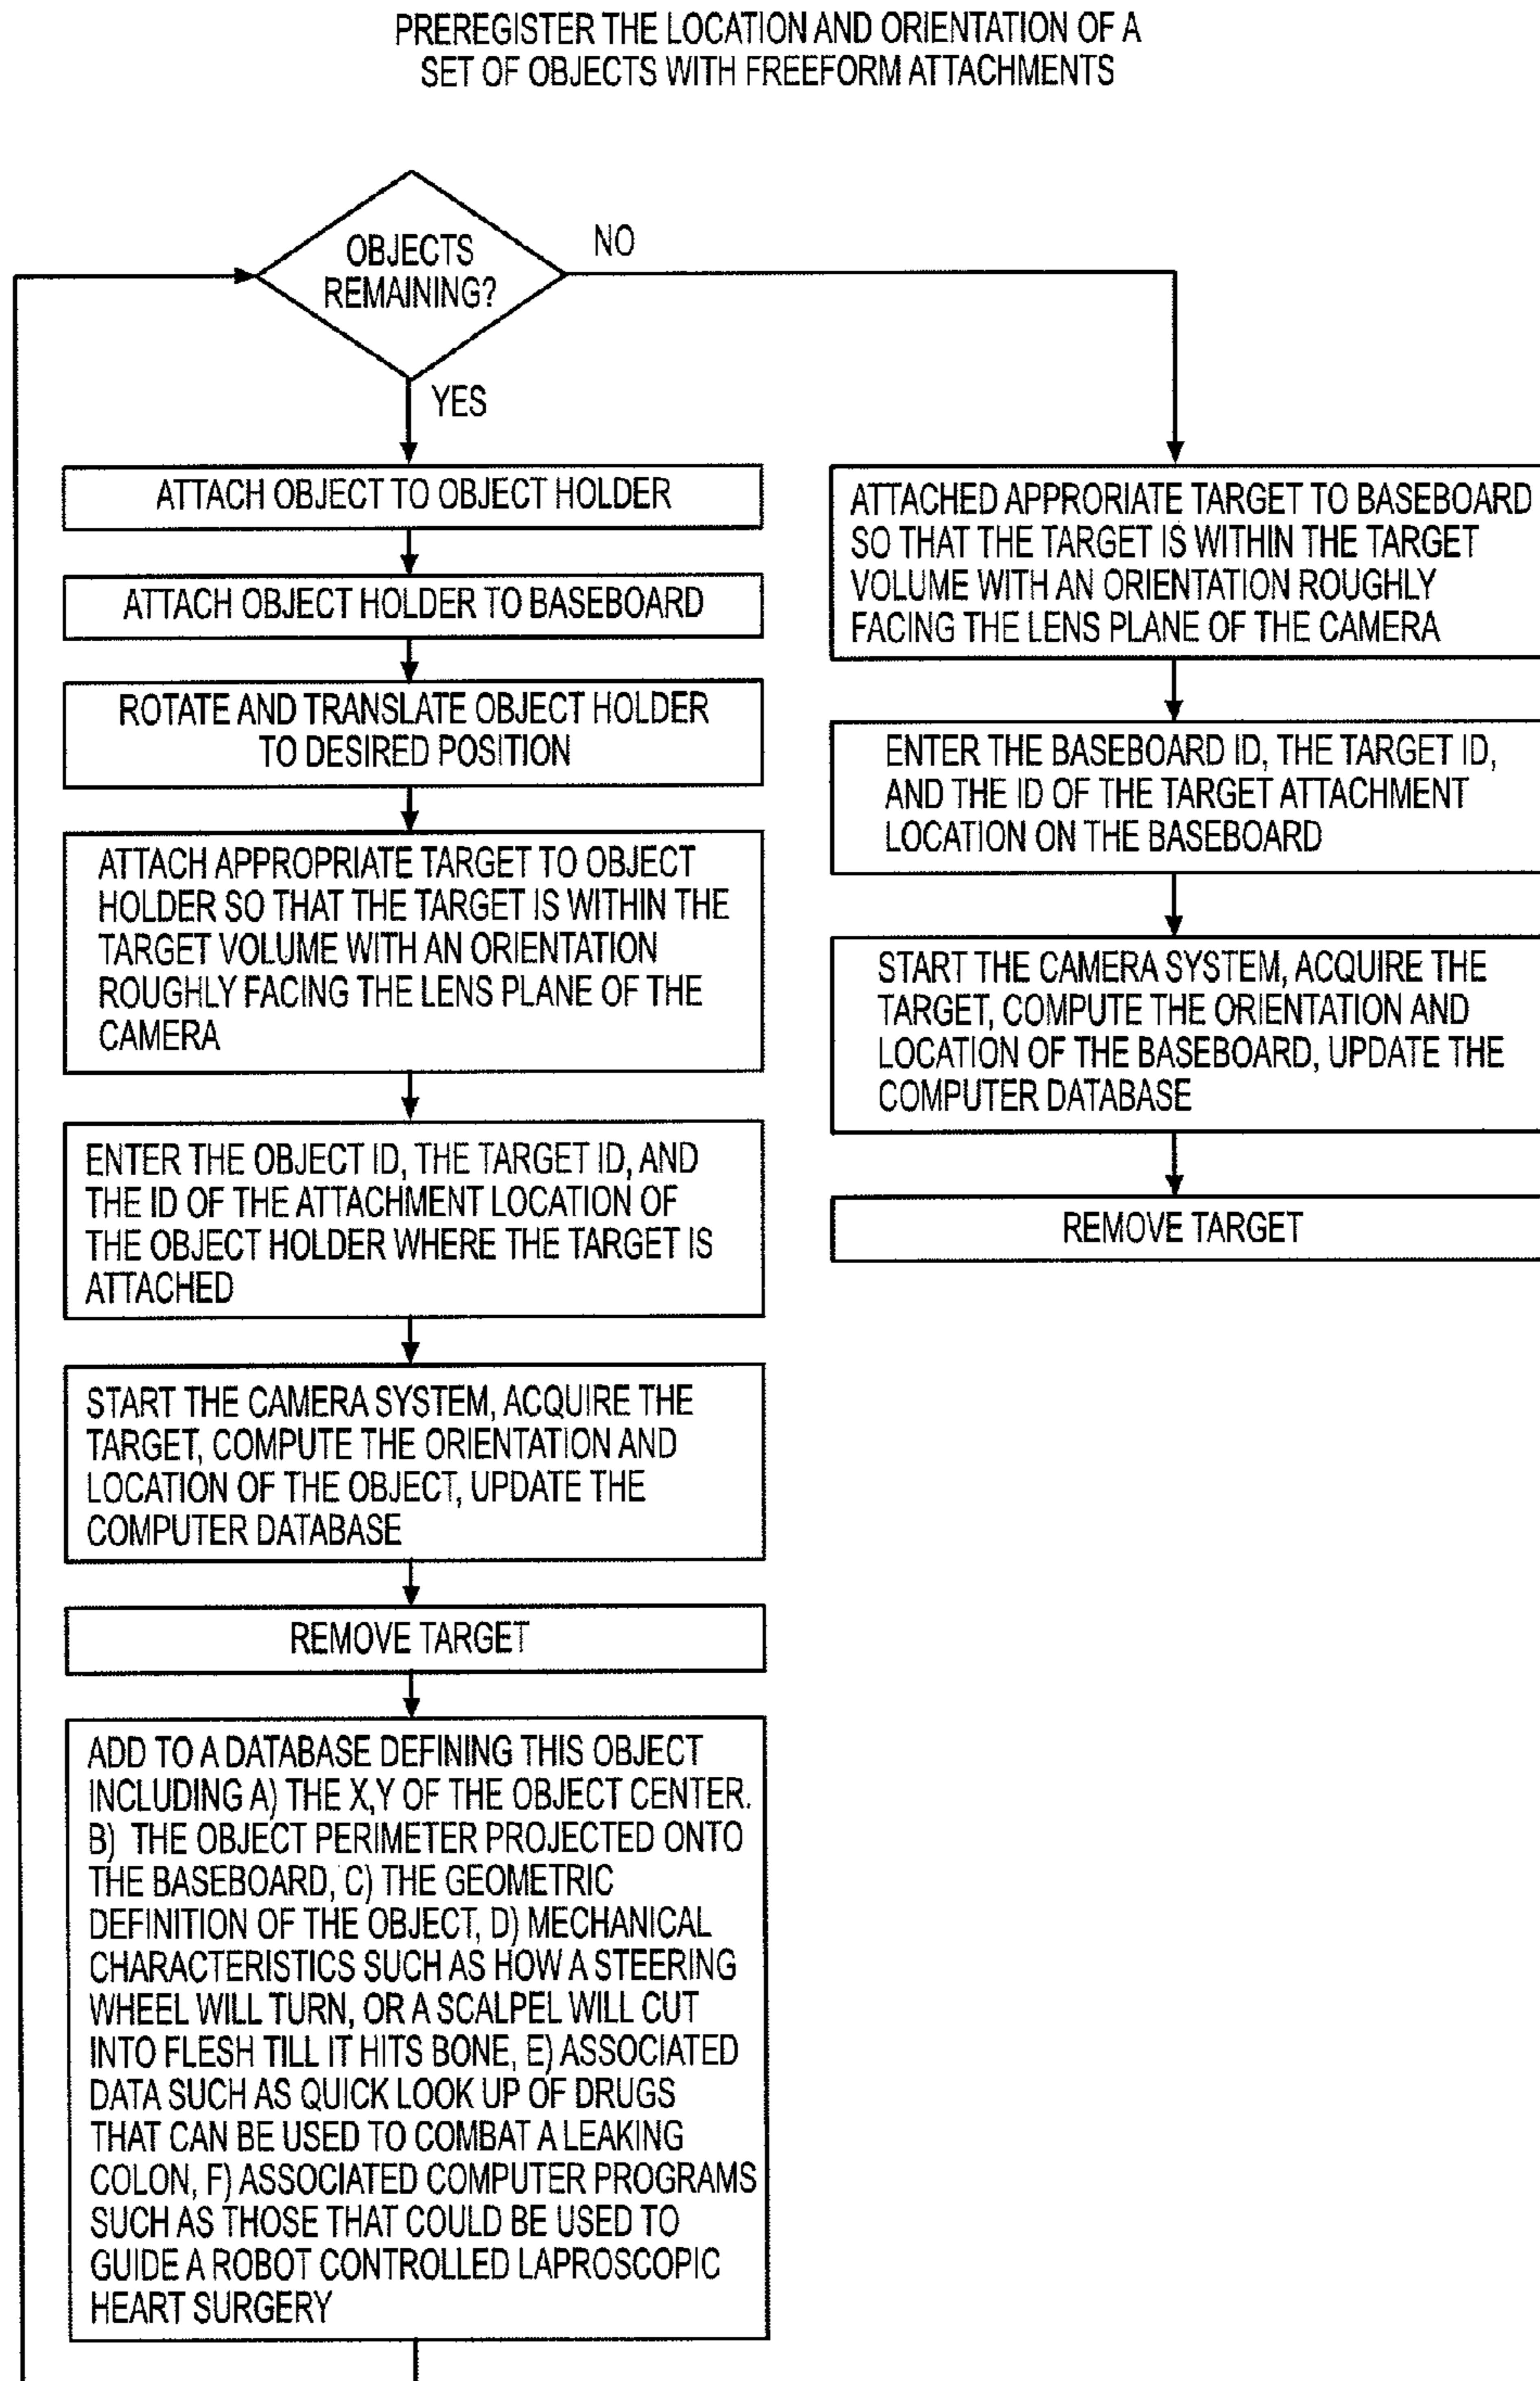 PREREGISTER THE LOCATION AND ORIENTATION OF A
SET OF OBJECTS WITH FREEFORM ATTACHMENTS
OBJECTS
REMAINING?
NO
YES
ATTACH OBJECT TO OBJECT HOLDER
ATTACH OBJECT HOLDER TO BASEBOARD
ROTATE AND TRANSLATE OBJECT HOLDER
TO DESIRED POSITION
ATTACH APPROPRIATE TARGET TO OBJECT
HOLDER SO THAT THE TARGET IS WITHIN THE
TARGET VOLUME WITH AN ORIENTATION
ROUGHLY FACING THE LENS PLANE OF THE
CAMERA
ENTER THE OBJECT ID, THE TARGET ID, AND
THE ID OF THE ATTACHMENT LOCATION OF
THE OBJECT HOLDER WHERE THE TARGET IS
ATTACHED
START THE CAMERA SYSTEM, ACQUIRE THE
TARGET, COMPUTE THE ORIENTATION AND
LOCATION OF THE OBJECT, UPDATE THE
COMPUTER DATABASE
REMOVE TARGET
ADD TO A DATABASE DEFINING THIS OBJECT
INCLUDING A) THE X,Y OF THE OBJECT CENTER.
B) THE OBJECT PERIMETER PROJECTED ONTO
THE BASEBOARD, C) THE GEOMETRIC
DEFINITION OF THE OBJECT, D) MECHANICAL
CHARACTERISTICS SUCH AS HOW A STEERING
WHEEL WILL TURN, OR A SCALPEL WILL CUT
INTO FLESH TILL IT HITS BONE, E) ASSOCIATED
DATA SUCH AS QUICK LOOK UP OF DRUGS
THAT CAN BE USED TO COMBAT A LEAKING
COLON, F) ASSOCIATED COMPUTER PROGRAMS
SUCH AS THOSE THAT COULD BE USED TO
GUIDE A ROBOT CONTROLLED LAPROSCOPIC
HEART SURGERY
ATTACHED APPRORIATE TARGET TO BASEBOARD
SO THAT THE TARGET IS WITHIN THE TARGET
VOLUME WITH AN ORIENTATION ROUGHLY
FACING THE LENS PLANE OF THE CAMERA
ENTER THE BASEBOARD ID, THE TARGET ID,
AND THE ID OF THE TARGET ATTACHMENT
LOCATION ON THE BASEBOARD
START THE CAMERA SYSTEM, ACQUIRE THE
TARGET, COMPUTE THE ORIENTATION AND
LOCATION OF THE BASEBOARD, UPDATE THE
COMPUTER DATABASE
REMOVE TARGET